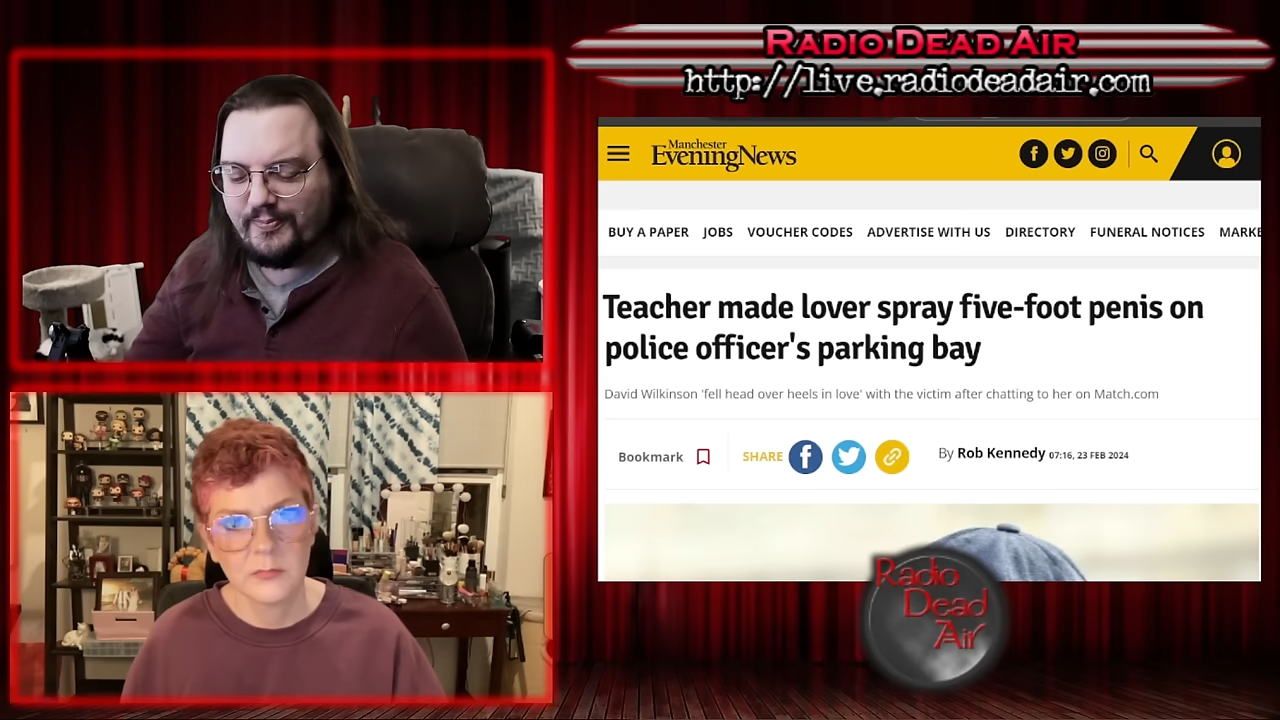 Radio Dead Air
http://live.radiodeadair.com
Manchester
EveningNews
BUY A PAPER JOBS VOUCHER CODES ADVERTISE WITH US DIRECTORY FUNERAL NOTICES MARKE
Teacher made lover spray five-foot penis on
police officer's parking bay
David Wilkinson 'fell head over heels in love' with the victim after chatting to her on Match.com
Bookmark SHARE By Rob Kennedy 07:16, 23 FEB 2024
Radio
Dead
Air